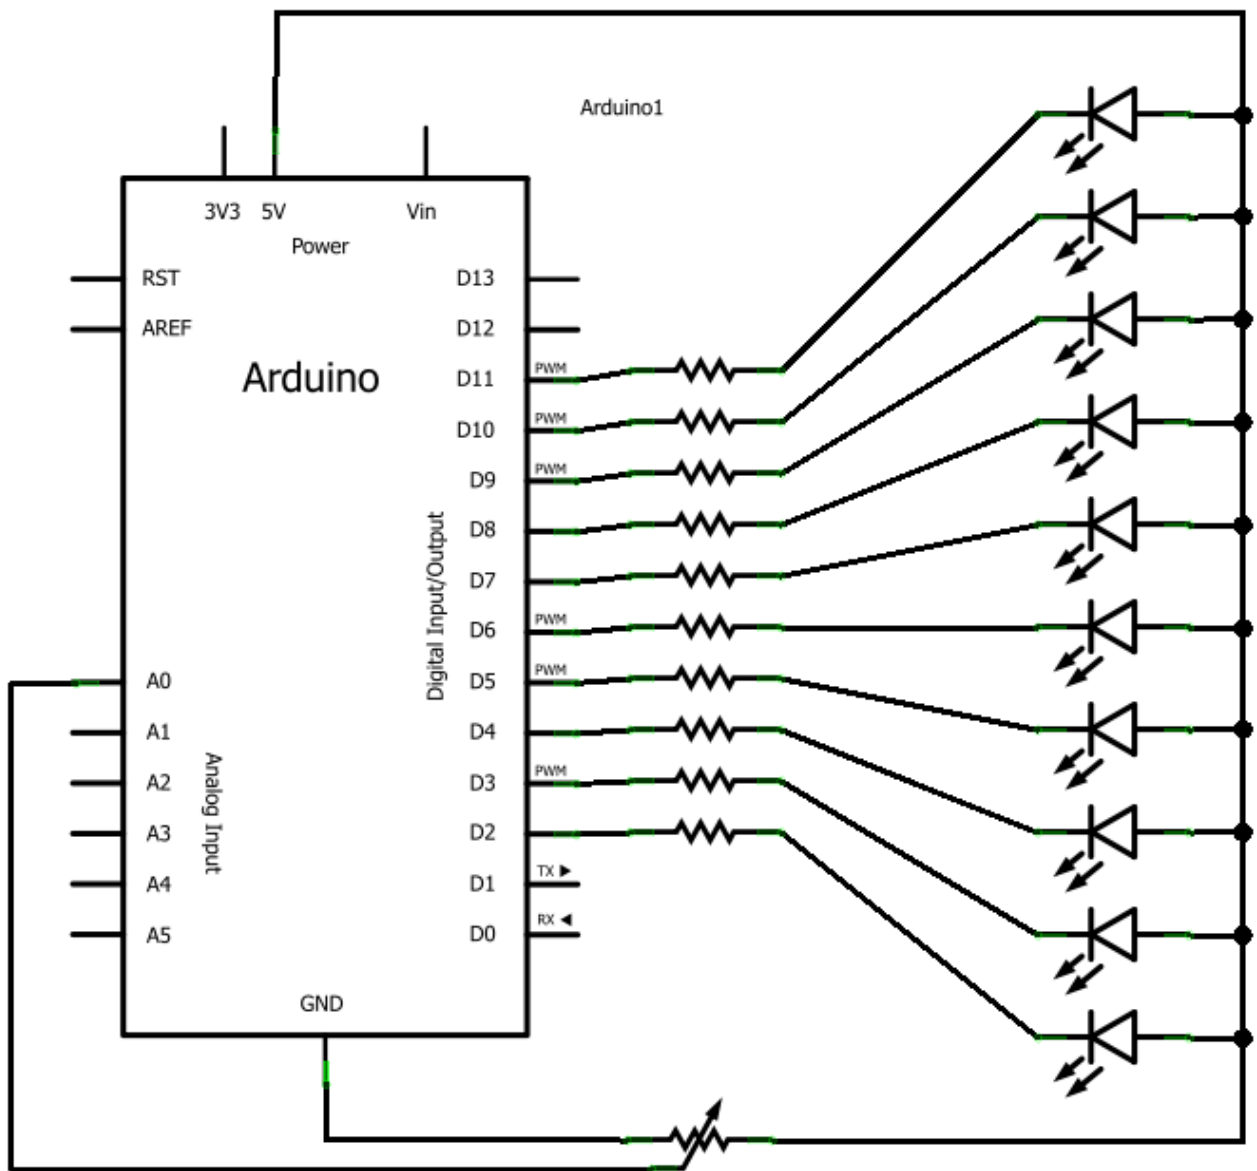 Arduino1
3V3 5V Vin
Power
RST
AREF
Arduino
A0
A1
A2
A3
A4
A5
Analog Input
Digital Input/Output
D13
D12
D11 PWM
D10 PWM
D9 PWM
D8
D7
D6 PWM
D5 PWM
D4
D3 PWM
D2
D1 TX
D0 RX
GND